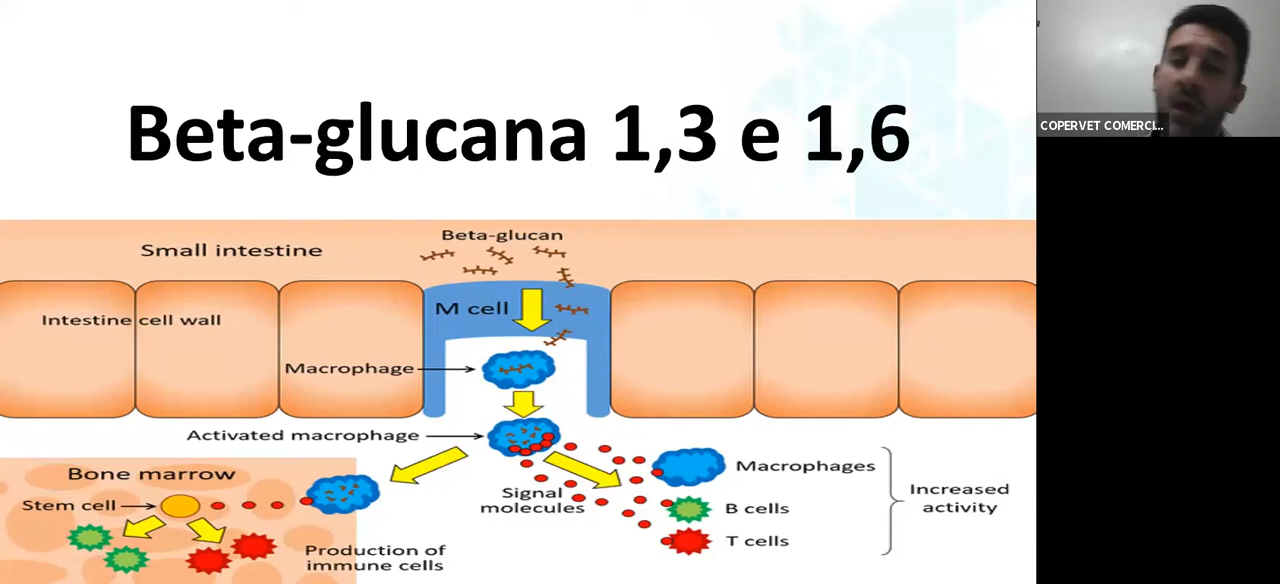 Beta-glucana 1,3 e 1,6
COPERVET COMERCI...
Beta-glucan
Small intestine
M cell
Intestine cell wall
Macrophage
Activated macrophage
Bone marrow
Stem cell
Signal
molecules
Macrophages
B cells
T cells
Increased
activity
Production of
immune cells